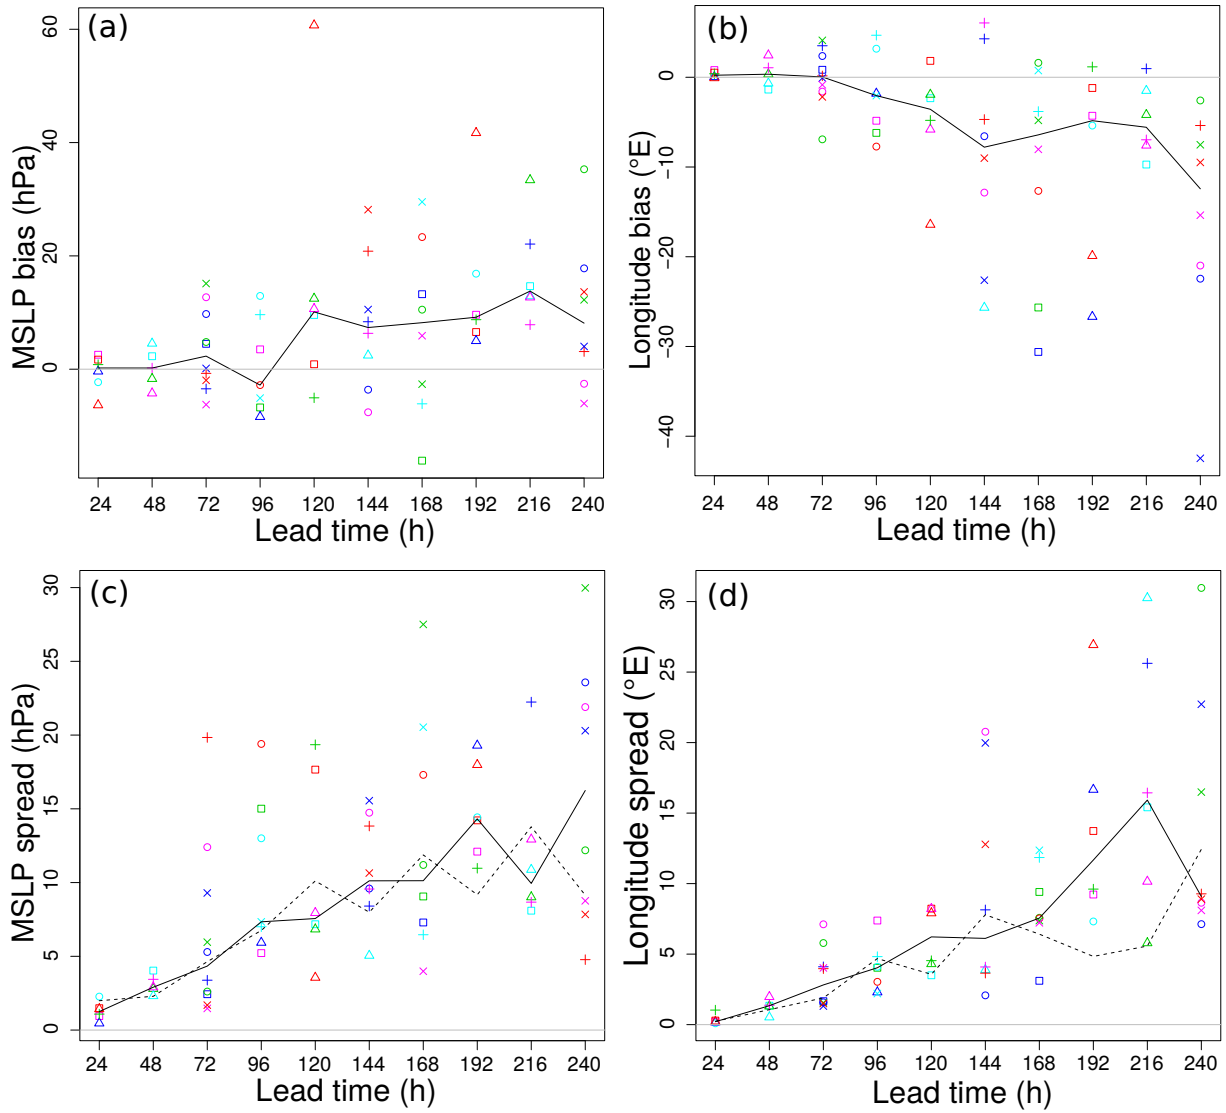 (a)
MSLP bias (hPa)
60
40
20
0
24 48 72 96 120 144 168 192 216 240
Lead time (h)
(b)
Longitude bias (°E)
0
−10
−20
−30
−40
24 48 72 96 120 144 168 192 216 240
Lead time (h)
(c)
MSLP spread (hPa)
30
25
20
15
10
5
0
24 48 72 96 120 144 168 192 216 240
Lead time (h)
(d)
Longitude spread (°E)
30
25
20
15
10
5
0
24 48 72 96 120 144 168 192 216 240
Lead time (h)